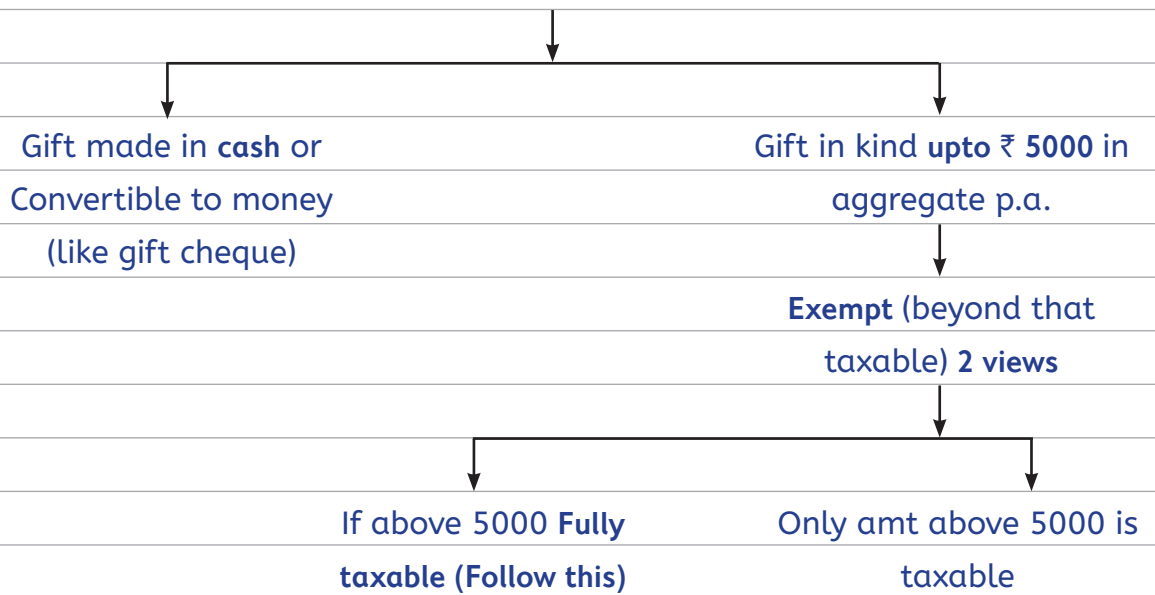 Gift made in cash or
Convertible to money
(like gift cheque)
Gift in kind upto ₹ 5000 in
aggregate p.a.
Exempt (beyond that
taxable) 2 views
If above 5000 Fully
taxable (Follow this)
Only amt above 5000 is
taxable